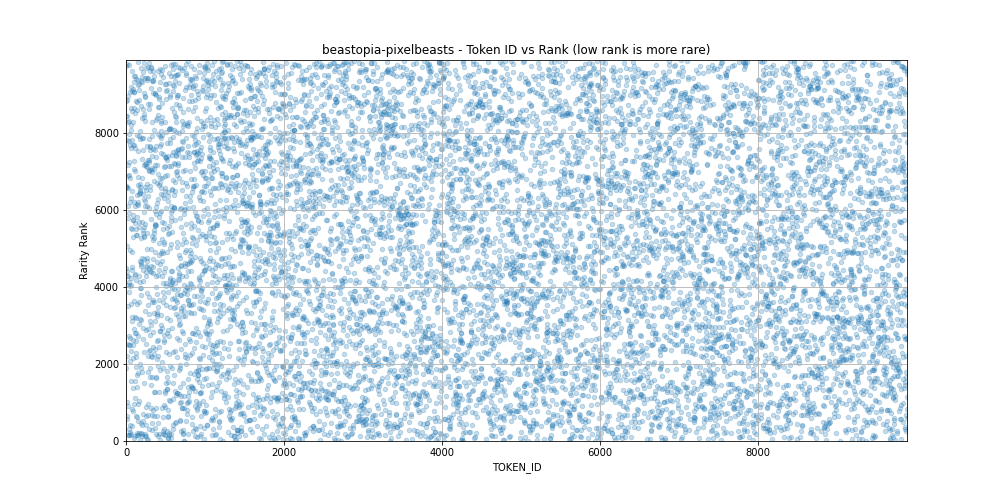 beastopia-pixelbeasts - Token ID vs Rank (low rank is more rare)
Rarity Rank
8000
6000
4000
2000
0
0 2000 4000 6000 8000
TOKEN_ID